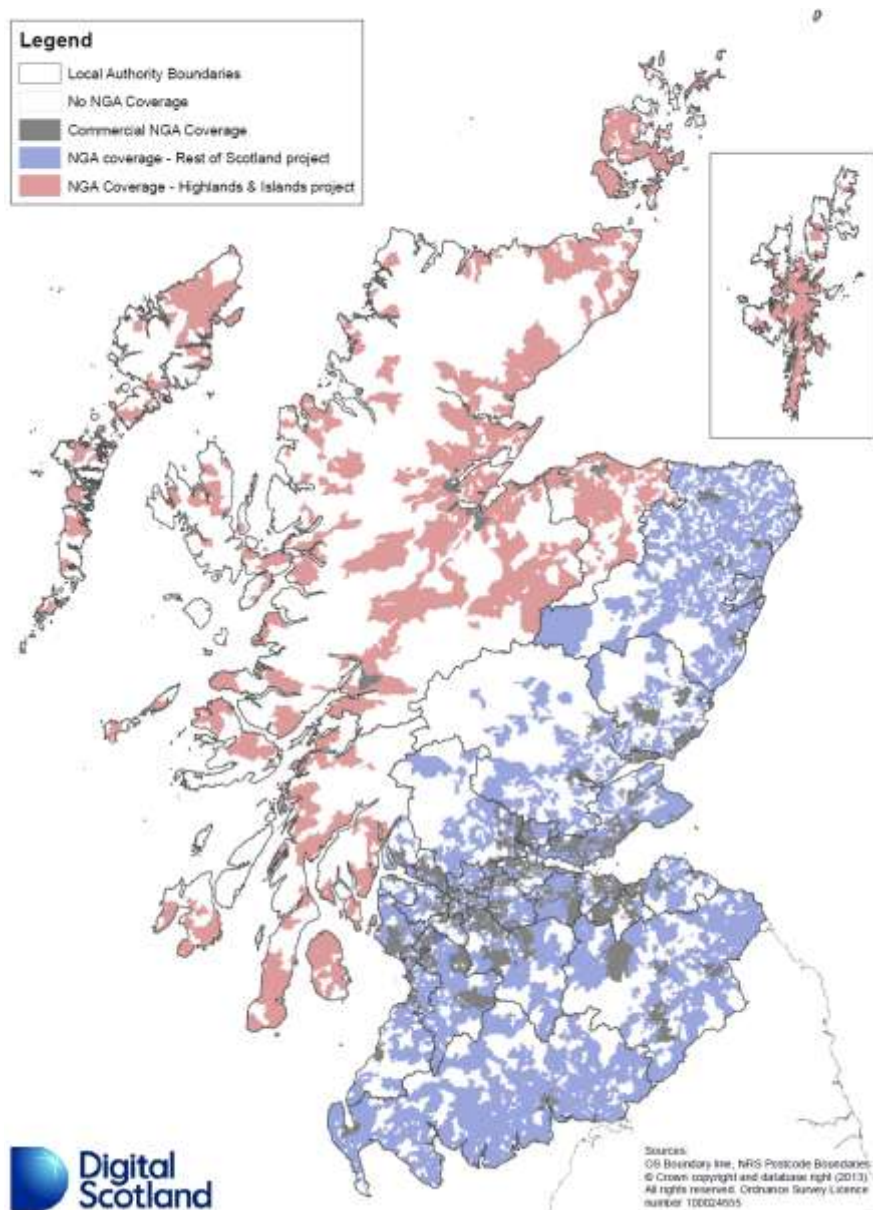 Legend
Local Authority Boundaries
No NGA Coverage
Commercial NGA Coverage
NGA coverage - Rest of Scotland project
NGA Coverage - Highlands & Islands project
Digital
Scotland
Sources:
OS Boundary line, NRS Postcode Boundaries
© Crown copyright and database right (2013)
All rights reserved. Ordnance Survey Licence
number 100024655